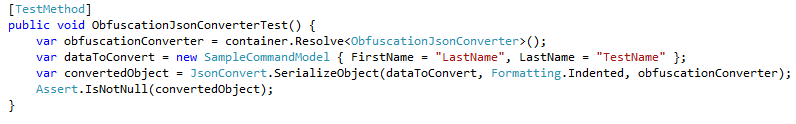 [TestMethod]
public void ObfuscationJsonConverterTest() {
    var obfuscationConverter = container.Resolve<ObfuscationJsonConverter>();
    var dataToConvert = new SampleCommandModel { FirstName = "LastName", LastName = "TestName" };
    var convertedObject = JsonConvert.SerializeObject(dataToConvert, Formatting.Indented, obfuscationConverter);
    Assert.IsNotNull(convertedObject);
}